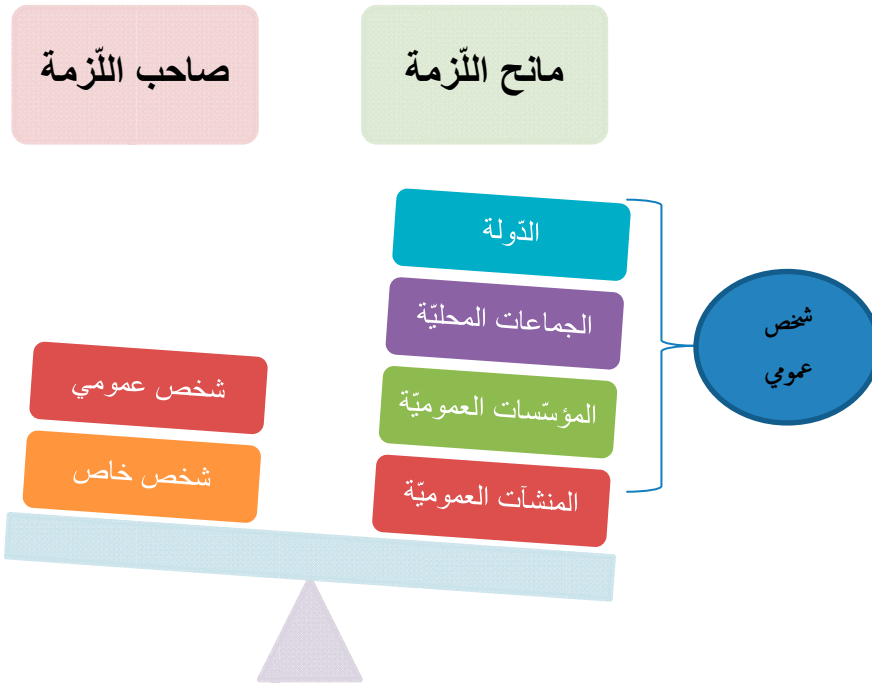 مانح اللّزمة
صاحب اللّزمة
الدّولة
الجماعات المحليّة
المؤسّسات العموميّة
المنشآت العموميّة
شخص
عمومي
شخص عمومي
شخص خاص